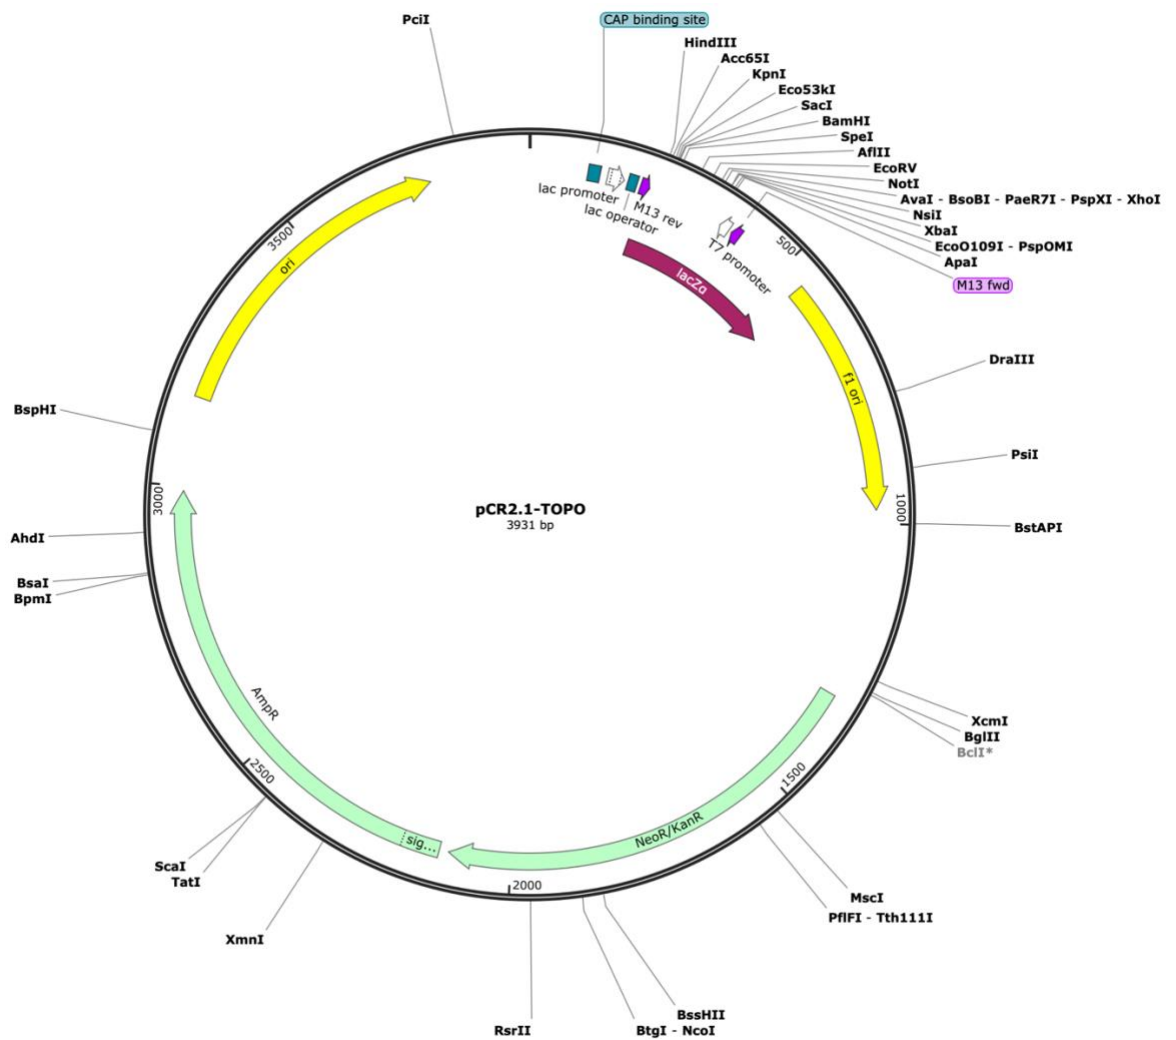 PciI
CAP binding site
HindIII
Acc65I
KpnI
Eco53kI
SacI
BamHI
SpeI
AflII
EcoRV
NotI
AvaI - BsoBI - PaeR7I - PspXI - XhoI
NsiI
XbaI
EcoO109I - PspOMI
ApaI
M13 fwd
lac promoter
lac operator
M13 rev
T7 promoter
lacZα
500
f1 ori
DraIII
PsiI
1000
BstAPI
XcmI
BglII
BclI*
1500
MscI
PflFI - Tth111I
NeoR/KanR
BssHII
BtgI - NcoI
RsrII
2000
sig...
XmnI
TatI
ScaI
2500
AmpR
BpmI
BsaI
AhdI
3000
BspHI
ori
3500
pCR2.1-TOPO
3931 bp